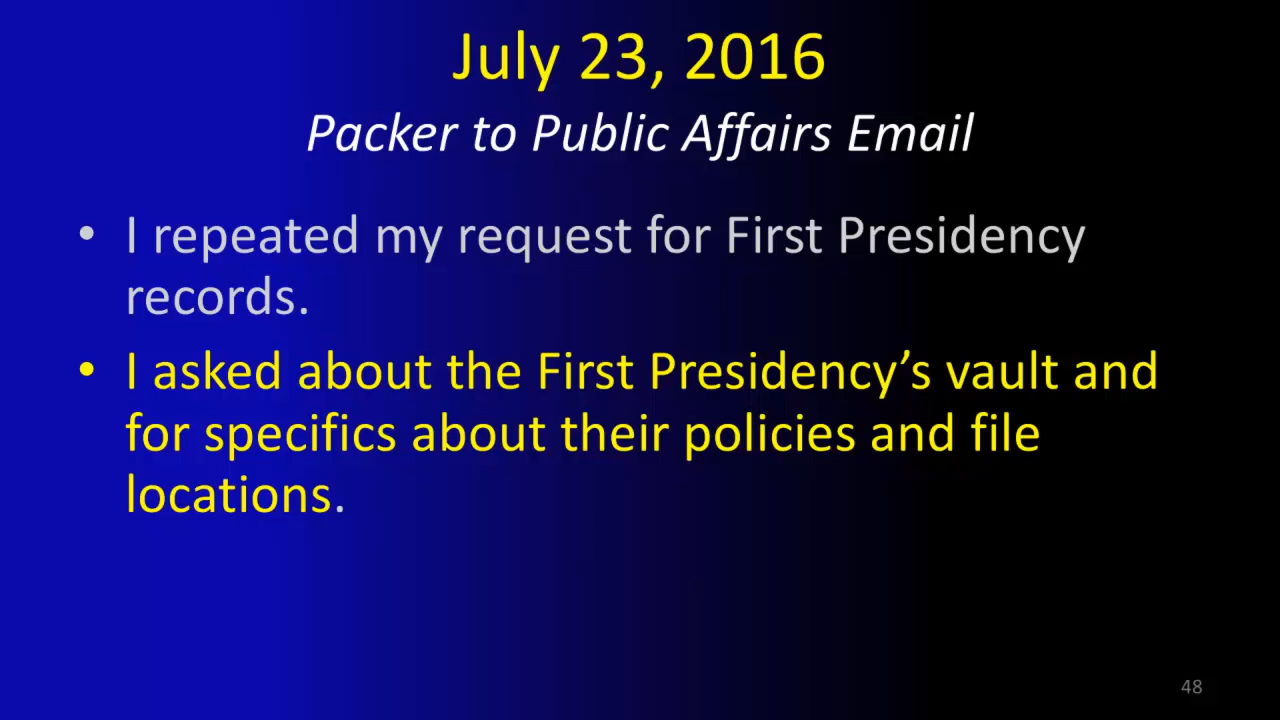 July 23, 2016
Packer to Public Affairs Email
• I repeated my request for First Presidency
records.
• I asked about the First Presidency’s vault and
for specifics about their policies and file
locations.
48